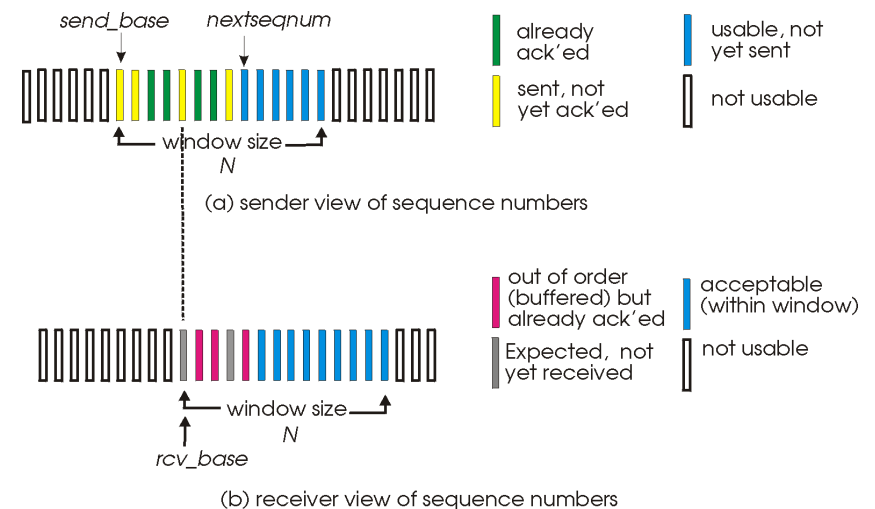 send_base nextseqnum
already
ack'ed
usable, not
yet sent
sent, not
yet ack'ed
not usable
window size
N
(a) sender view of sequence numbers
out of order
(buffered) but
already ack'ed
acceptable
(within window)
Expected, not
yet received
not usable
window size
N
rcv_base
(b) receiver view of sequence numbers